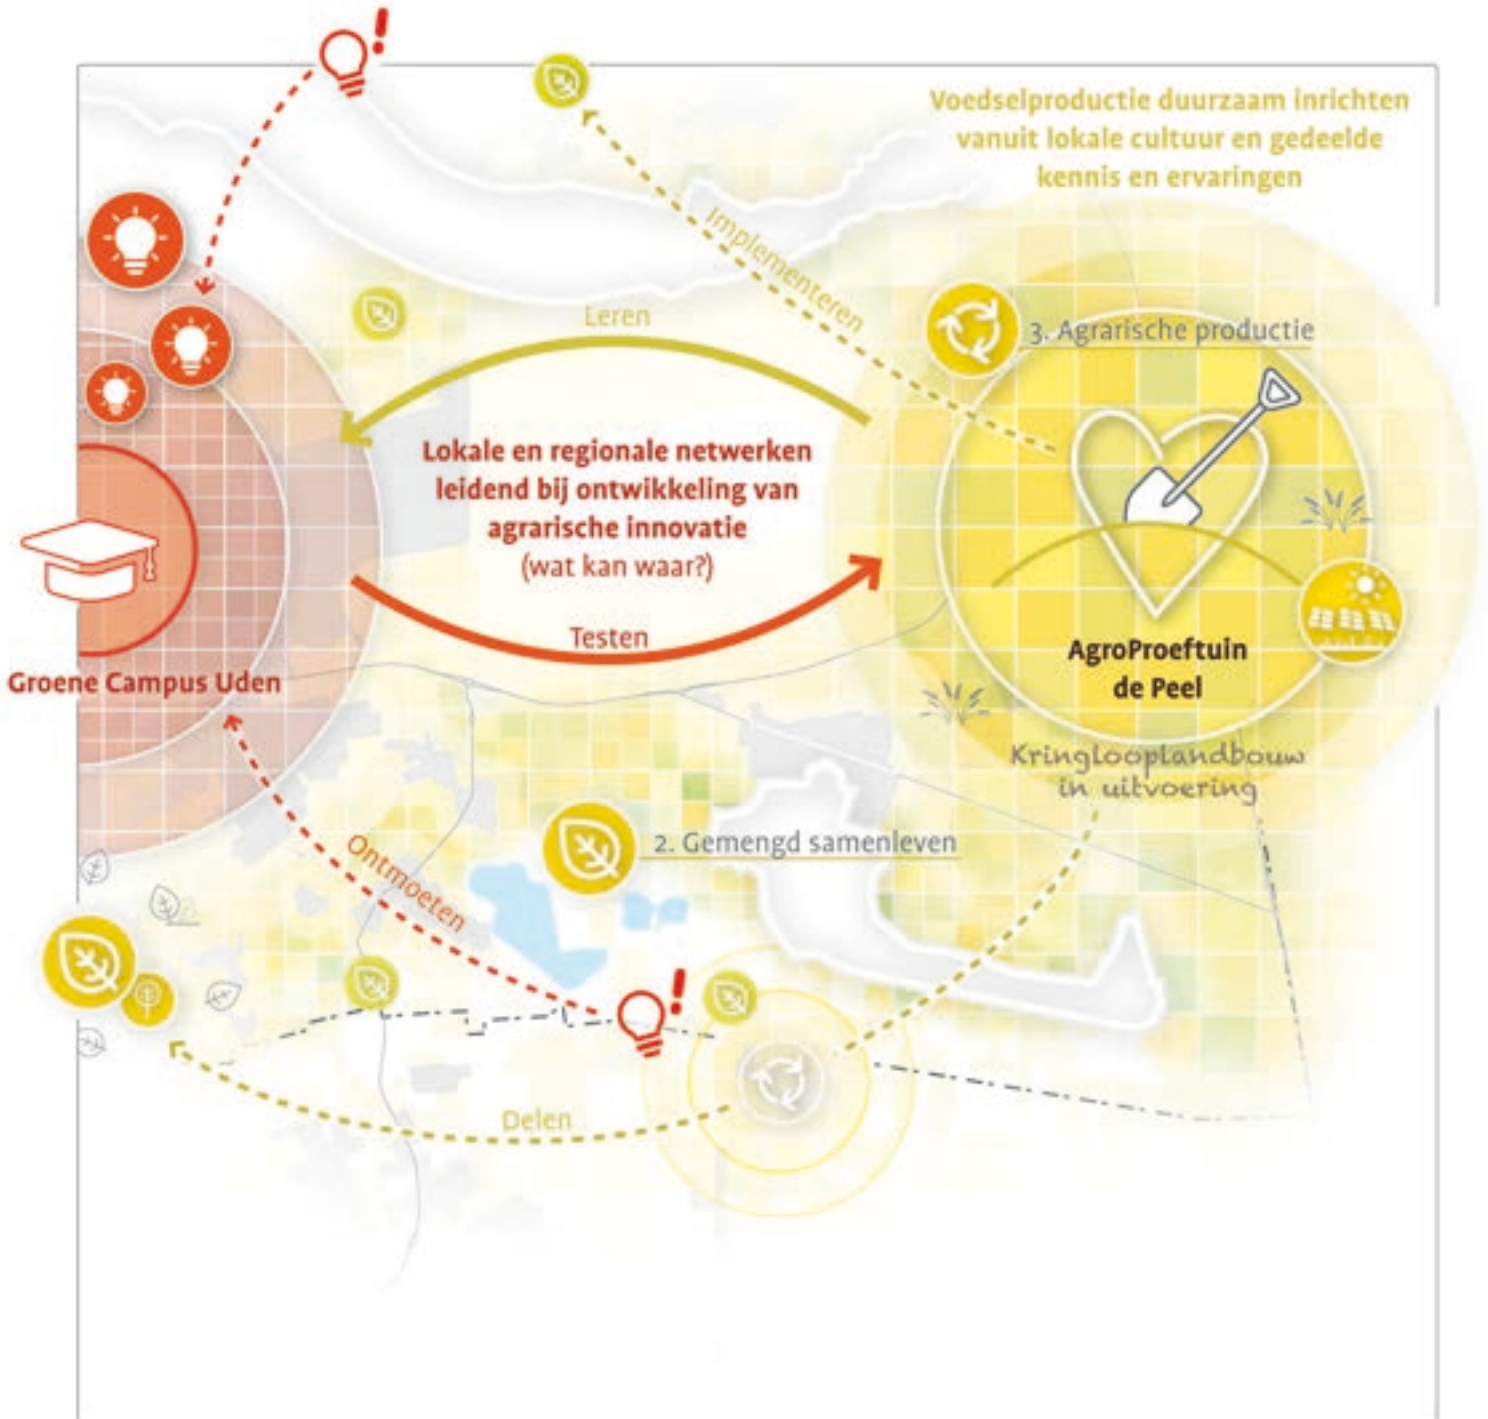 Voedselproductie duurzaam inrichten
vanuit lokale cultuur en gedeelde
kennis en ervaringen
Implementeren
Leren
3. Agrarische productie
Lokale en regionale netwerken
leidend bij ontwikkeling van
agrarische innovatie
(wat kan waar?)
Testen
AgroProeftuin
de Peel
Groene Campus Uden
Kringlooplandbouw
in uitvoering
2. Gemengd samenleven
Ontmoeten
Delen